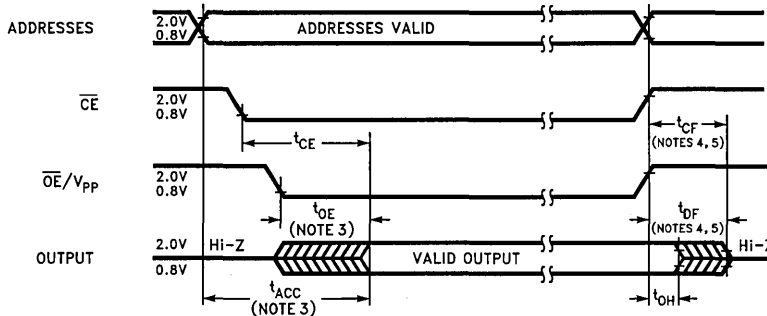 ADDRESSES 2.0V ADDRESSES VALID
0.8V
CE 2.0V
0.8V
tCE tCF
(NOTES 4, 5)
OE/VPP 2.0V
0.8V
tOE tDF
(NOTE 3) (NOTES 4, 5)
OUTPUT 2.0V Hi-Z VALID OUTPUT Hi-Z
0.8V
tACC tOH
(NOTE 3)